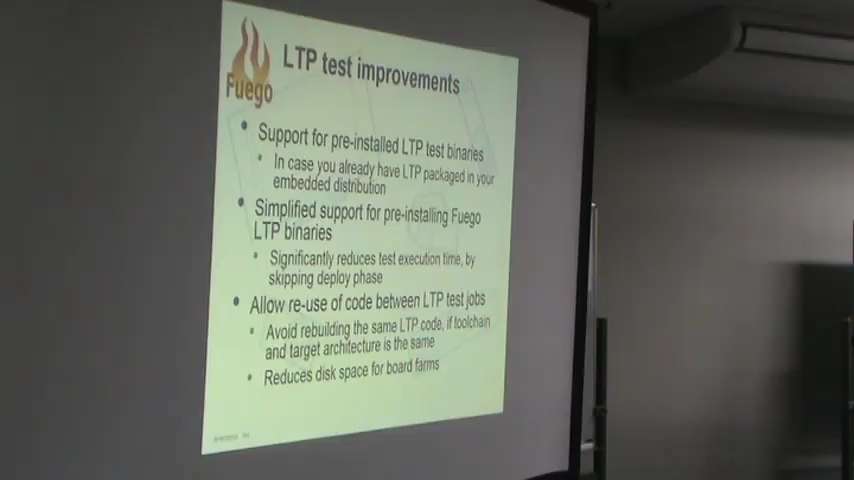 LTP test improvements
Fuego
• Support for pre-installed LTP test binaries
• In case you already have LTP packaged in your
embedded distribution
• Simplified support for pre-installing Fuego
LTP binaries
• Significantly reduces test execution time, by
skipping deploy phase
• Allow re-use of code between LTP test jobs
• Avoid rebuilding the same LTP code, if toolchain
and target architecture is the same
• Reduces disk space for board farms